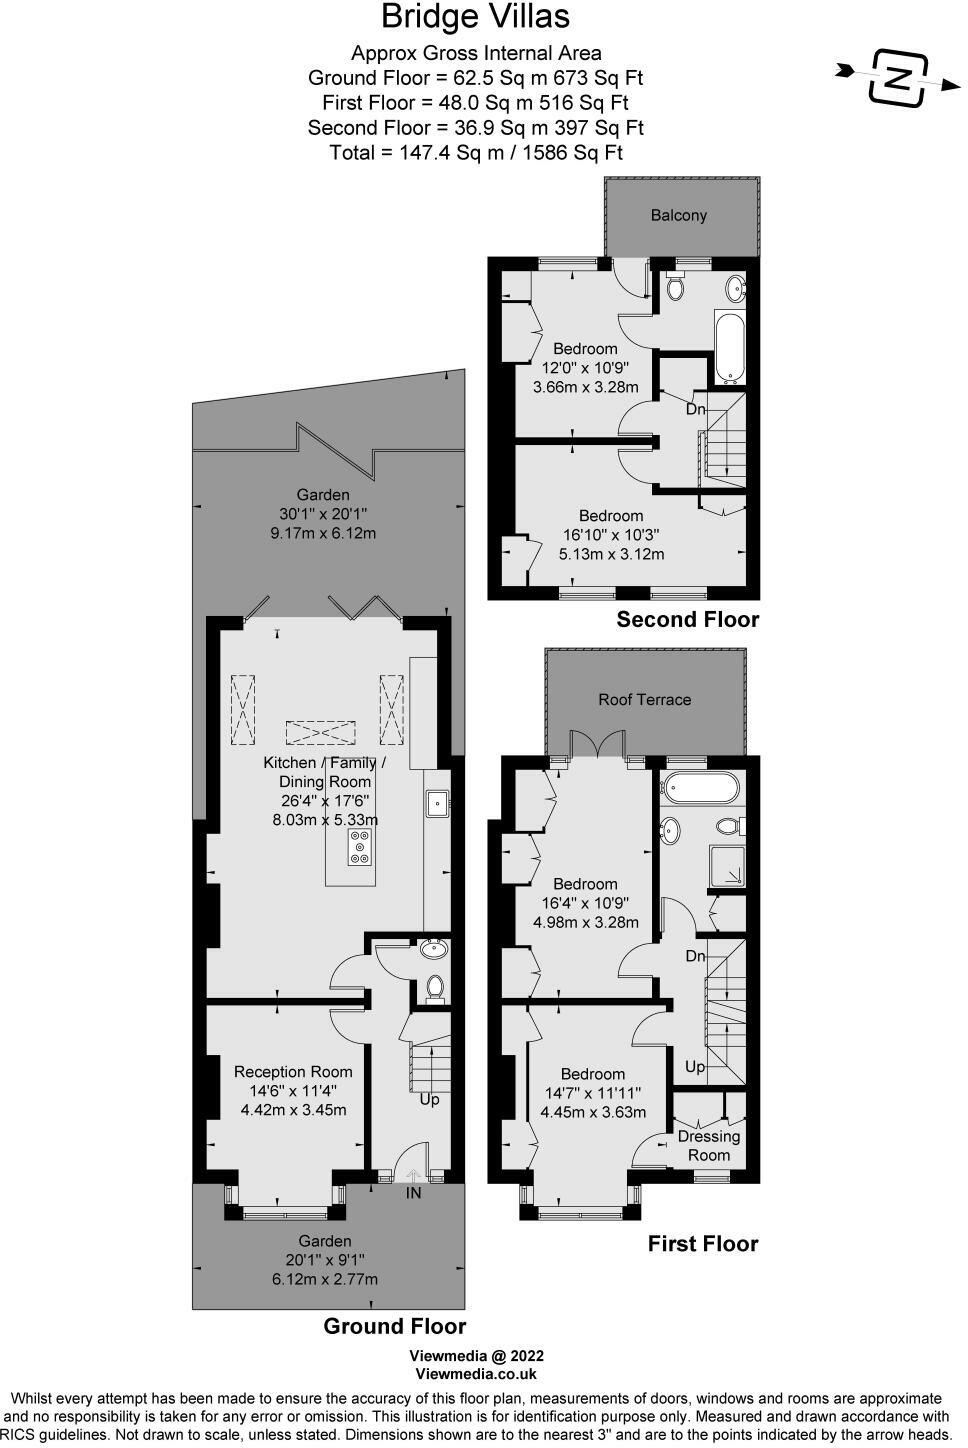 Bridge Villas
Approx Gross Internal Area
Ground Floor = 62.5 Sq m 673 Sq Ft
First Floor = 48.0 Sq m 516 Sq Ft
Second Floor = 36.9 Sq m 397 Sq Ft
Total = 147.4 Sq m / 1586 Sq Ft
N
Balcony
Bedroom
12'0" x 10'9"
3.66m x 3.28m
Dn
Bedroom
16'10" x 10'3"
5.13m x 3.12m
Second Floor
Garden
30'1" x 20'1"
9.17m x 6.12m
Kitchen / Family /
Dining Room
26'4" x 17'6"
8.03m x 5.33m
Reception Room
14'6" x 11'4"
4.42m x 3.45m
Up
IN
Garden
20'1" x 9'1"
6.12m x 2.77m
Ground Floor
Roof Terrace
Bedroom
16'4" x 10'9"
4.98m x 3.28m
Dn
Up
Bedroom
14'7" x 11'11"
4.45m x 3.63m
Dressing
Room
First Floor
Viewmedia @ 2022
Viewmedia.co.uk
Whilst every attempt has been made to ensure the accuracy of this floor plan, measurements of doors, windows and rooms are approximate
and no responsibility is taken for any error or omission. This illustration is for identification purpose only. Measured and drawn accordance with
RICS guidelines. Not drawn to scale, unless stated. Dimensions shown are to the nearest 3" and are to the points indicated by the arrow heads.